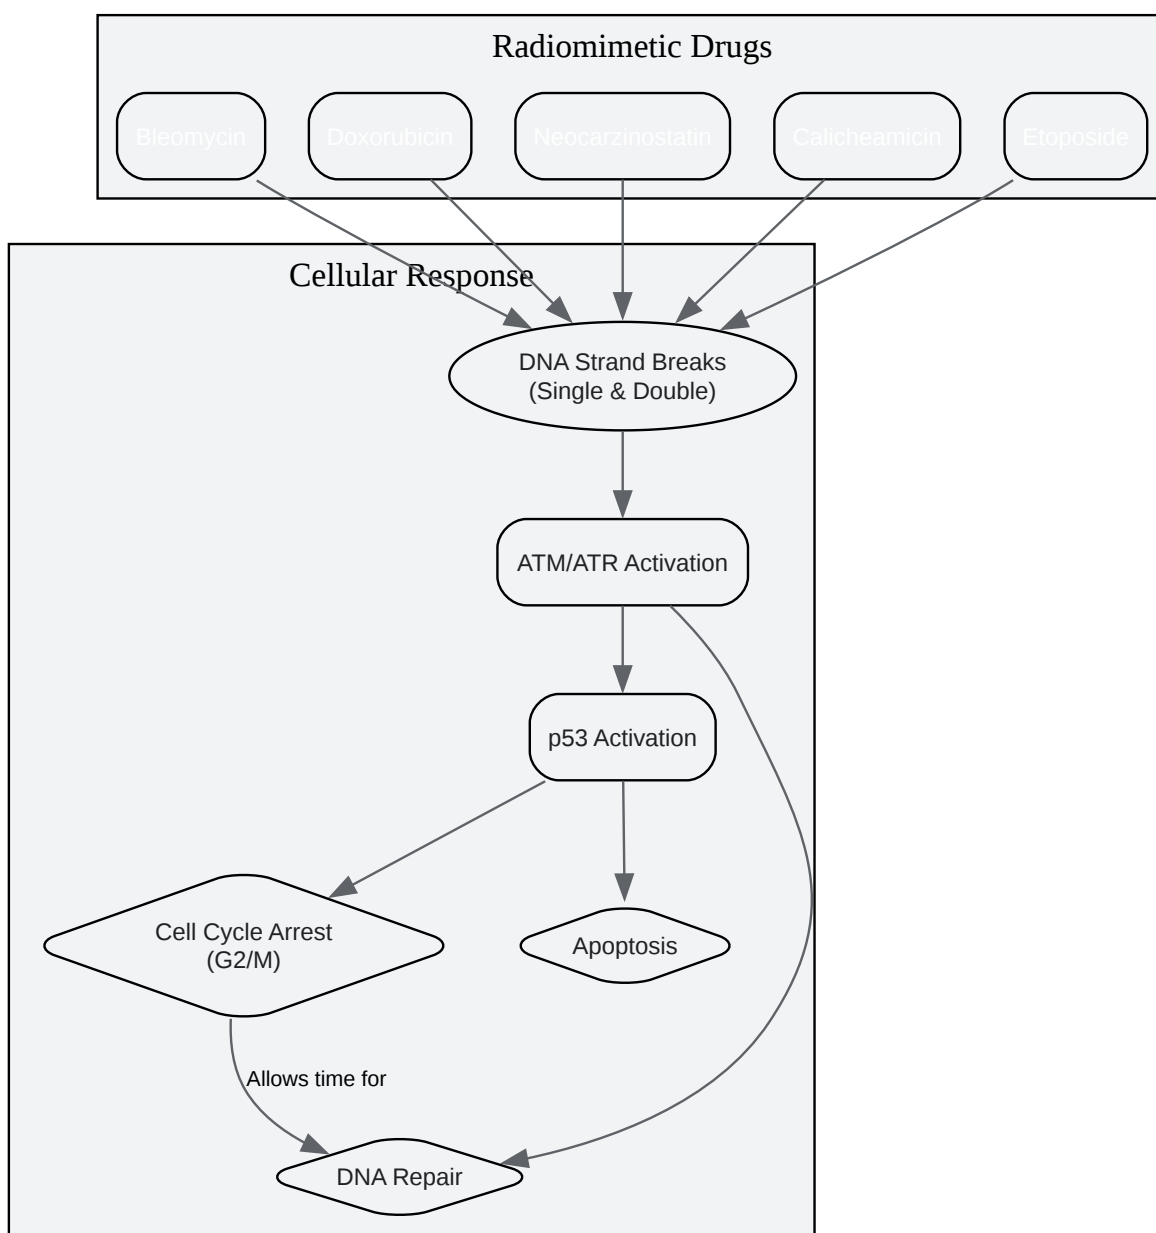 Radiomimetic Drugs
Bleomycin
Doxorubicin
Neocarzinostatin
Calicheamicin
Etoposide
Cellular Response
DNA Strand Breaks
(Single & Double)
ATM/ATR Activation
p53 Activation
Cell Cycle Arrest
(G2/M)
Apoptosis
Allows time for
DNA Repair